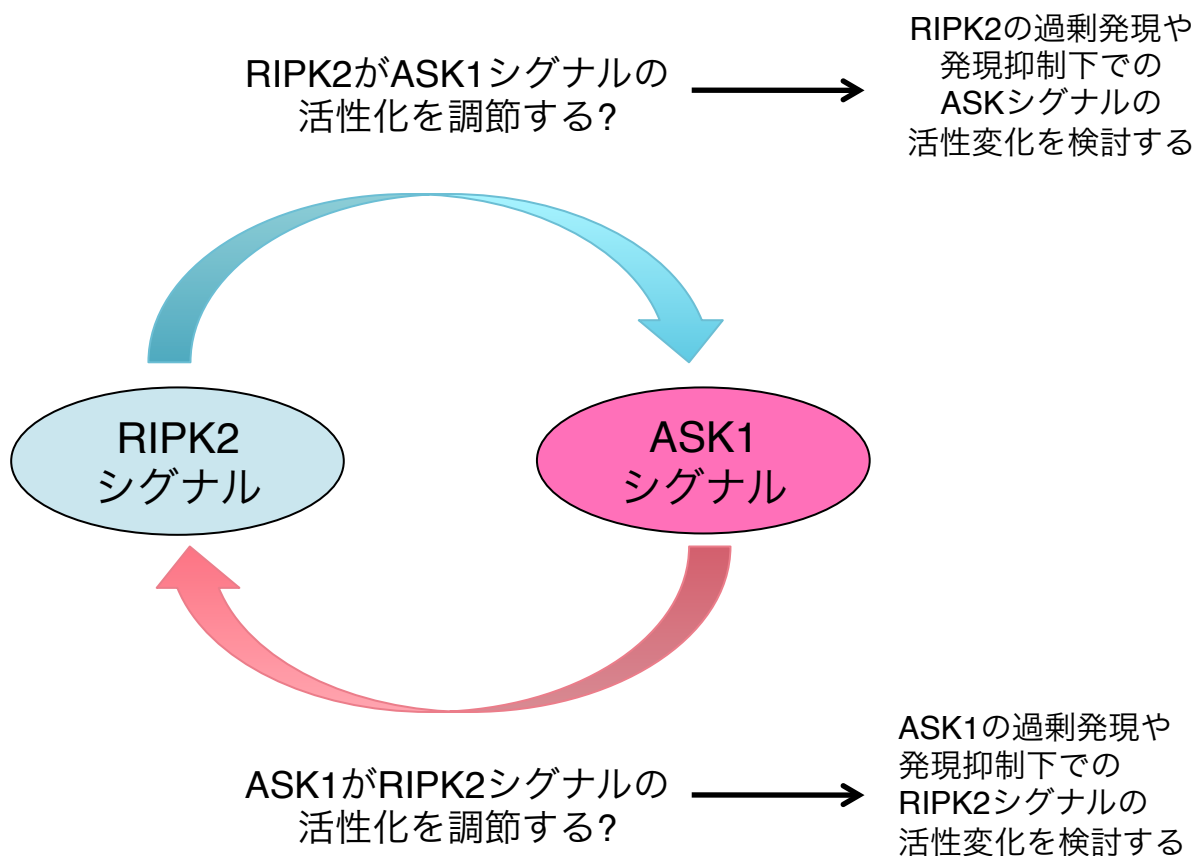 RIPK2がASK1シグナルの
活性化を調節する?
RIPK2の過剰発現や
発現抑制下での
ASKシグナルの
活性変化を検討する
RIPK2
シグナル
ASK1
シグナル
ASK1がRIPK2シグナルの
活性化を調節する?
ASK1の過剰発現や
発現抑制下での
RIPK2シグナルの
活性変化を検討する